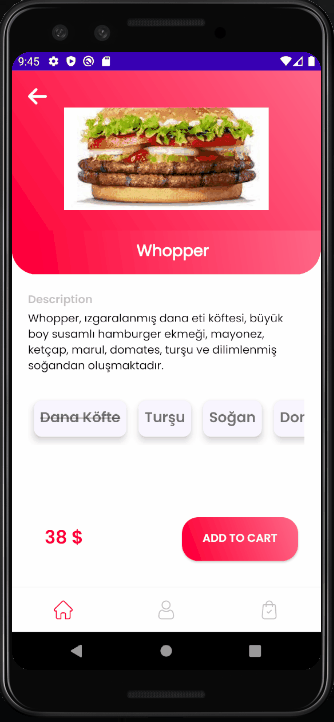 9:45
Whopper
Description
Whopper, ızgaralanmış dana eti köftesi, büyük
boy susamlı hamburger ekmeği, mayonez,
ketçap, marul, domates, turşu ve dilimlenmiş
soğandan oluşmaktadır.
Dana Köfte Turşu Soğan Dor
38 $ ADD TO CART